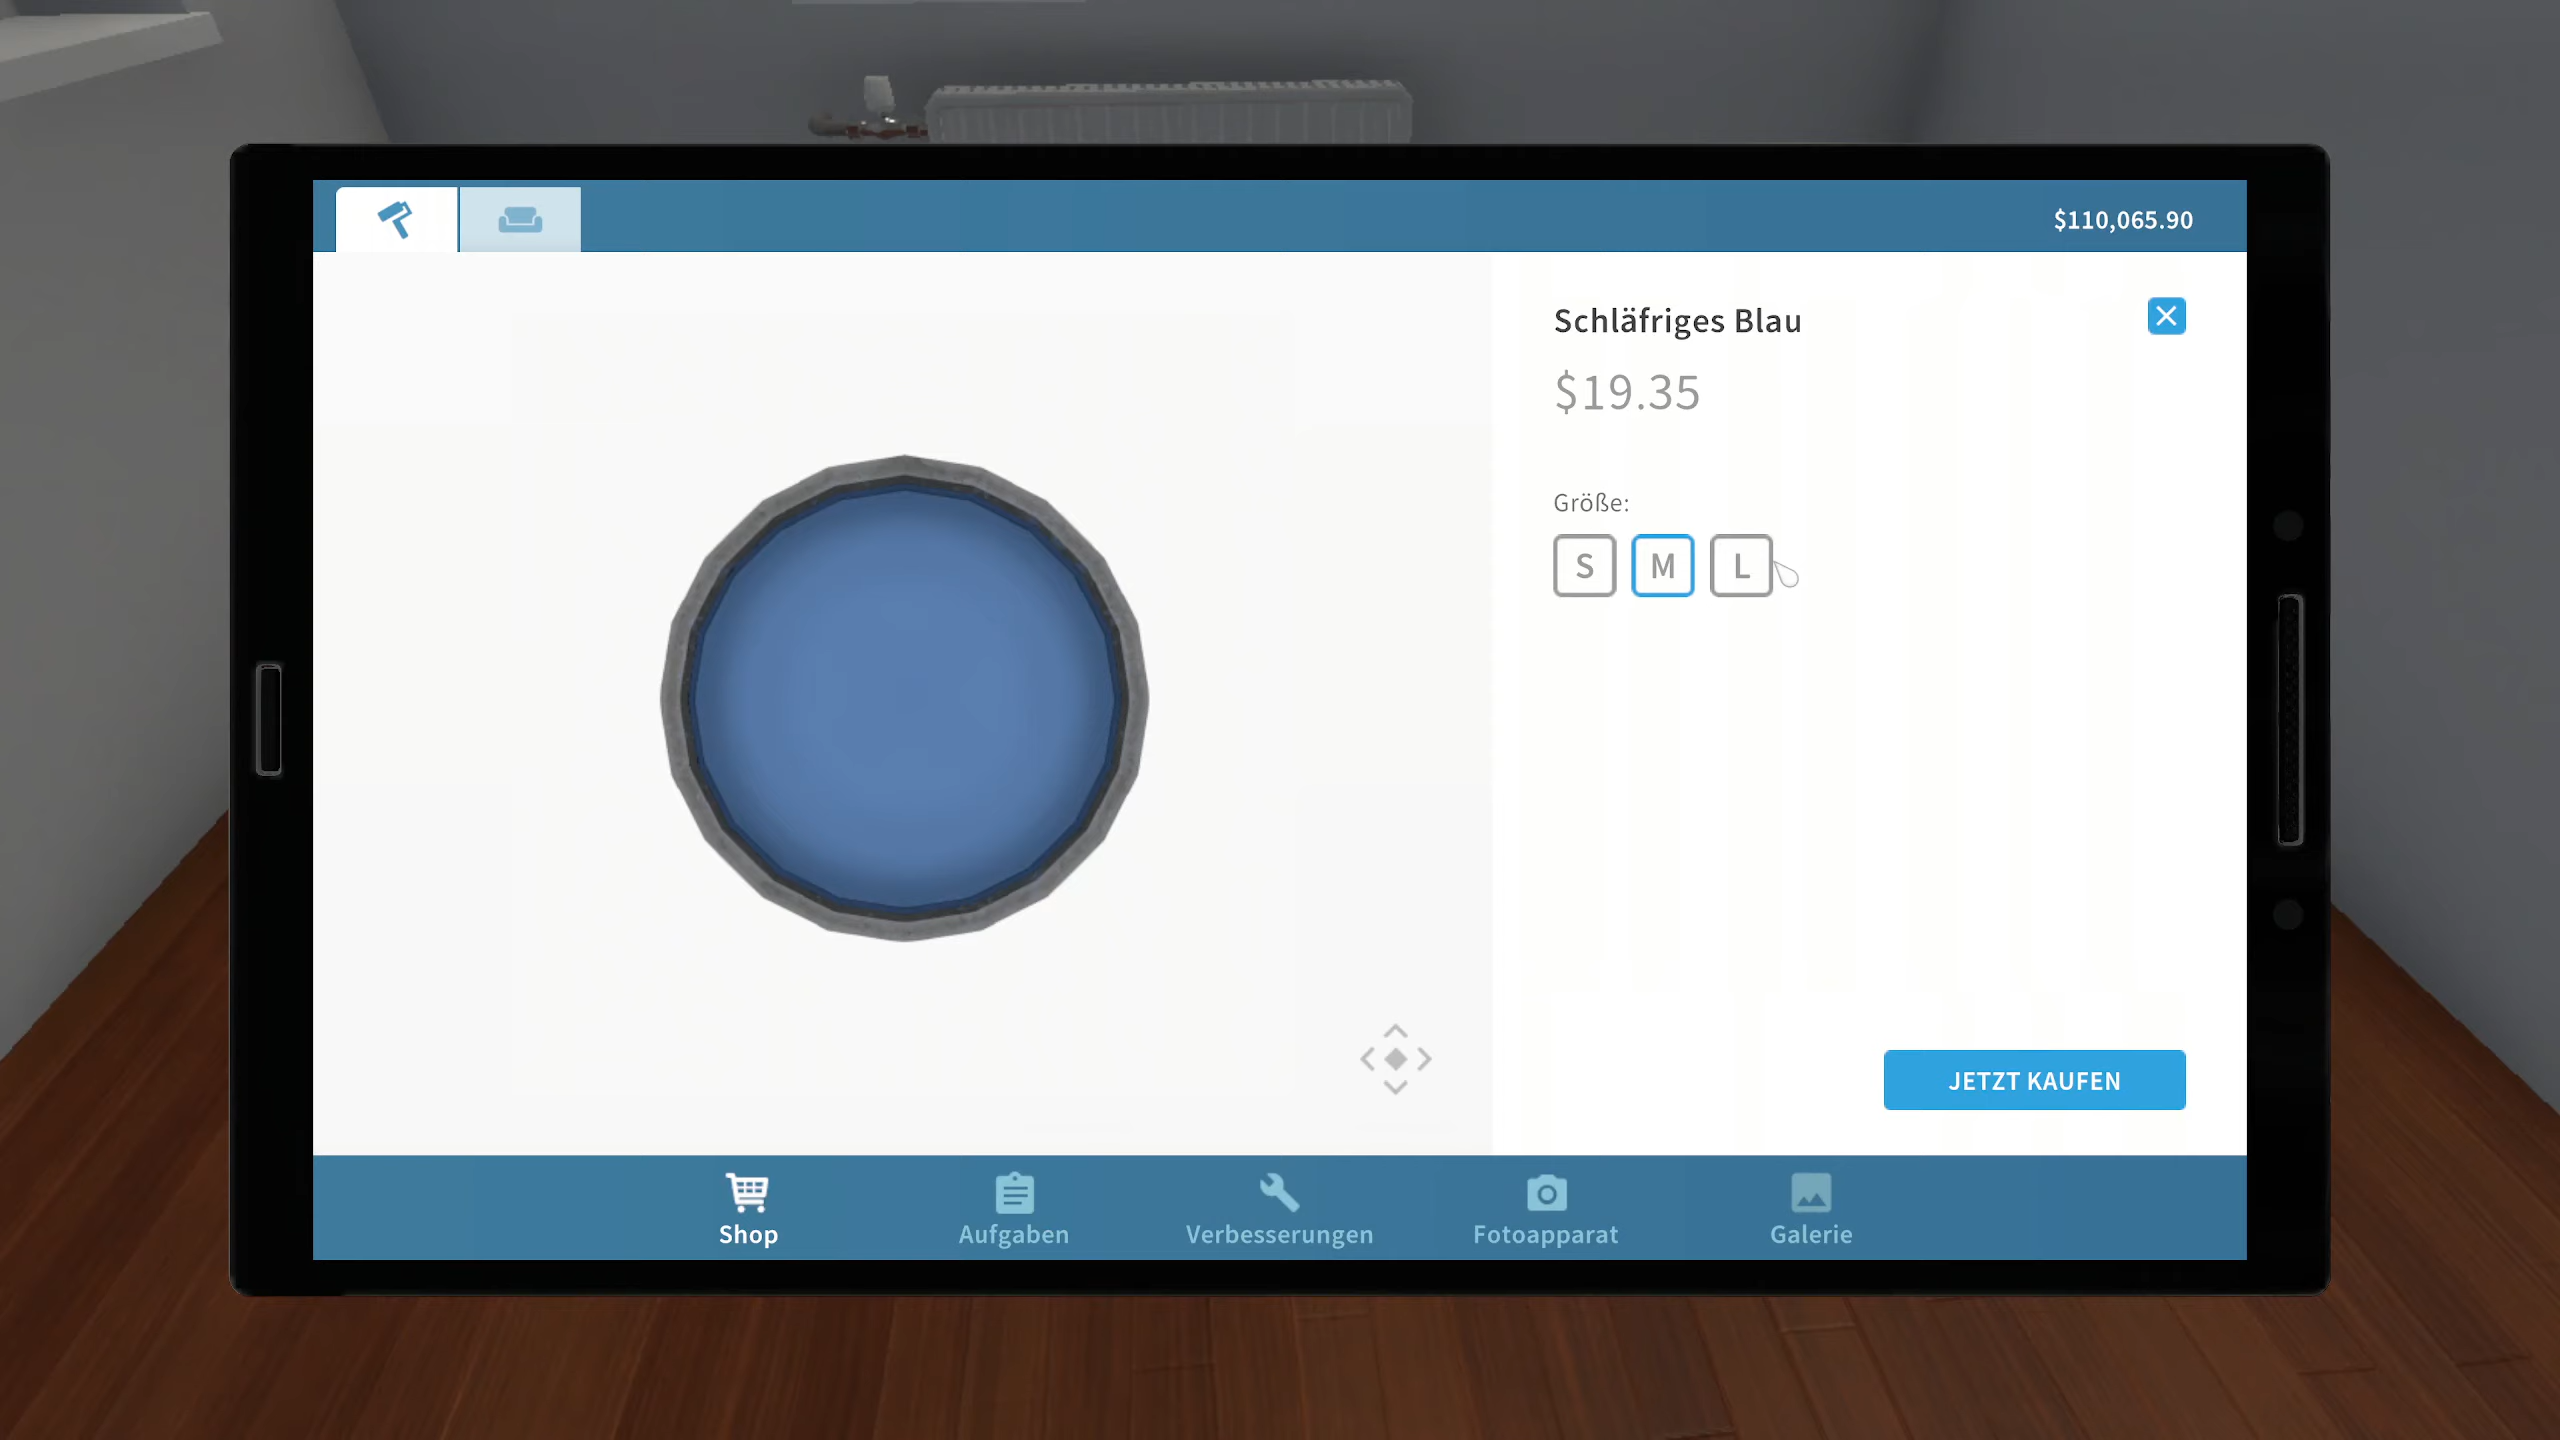 $110,065.90
Schläfriges Blau
$19.35
Größe:
S M L
JETZT KAUFEN
Shop Aufgaben Verbesserungen Fotoapparat Galerie